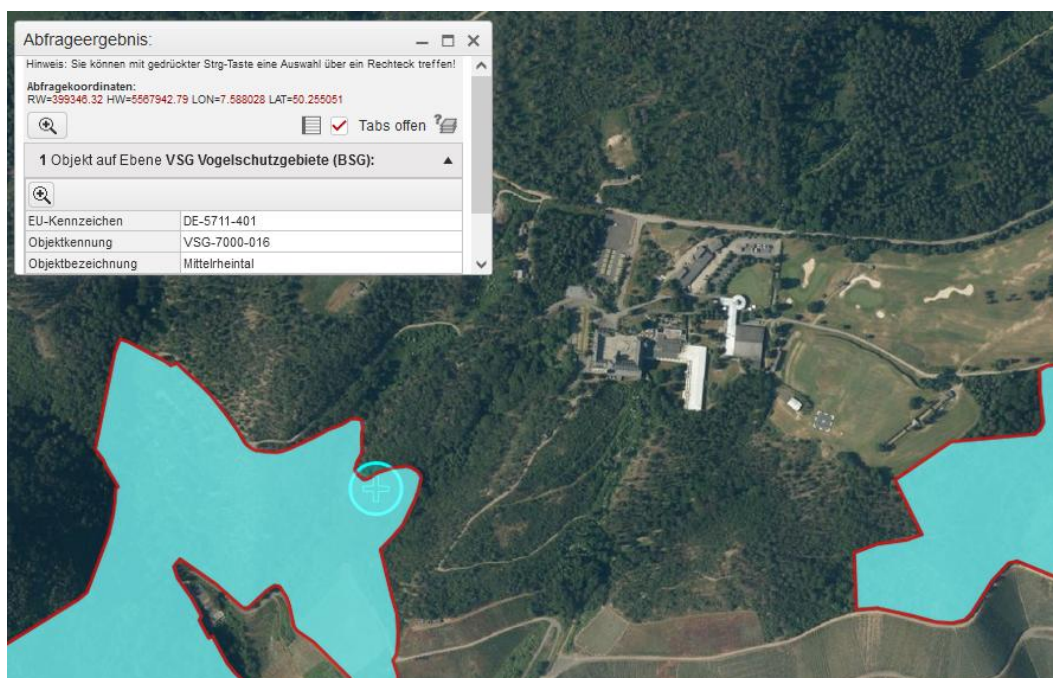 Abfrageergebnis:
Hinweis: Sie können mit gedrückter Strg-Taste eine Auswahl über ein Rechteck treffen!
Abfragekoordinaten:
RW=399346.32 HW=5567942.79 LON=7.588028 LAT=50.255051
Tabs offen
1 Objekt auf Ebene VSG Vogelschutzgebiete (BSG):
EU-Kennzeichen DE-5711-401
Objektkennung VSG-7000-016
Objektbezeichnung Mittelrheintal